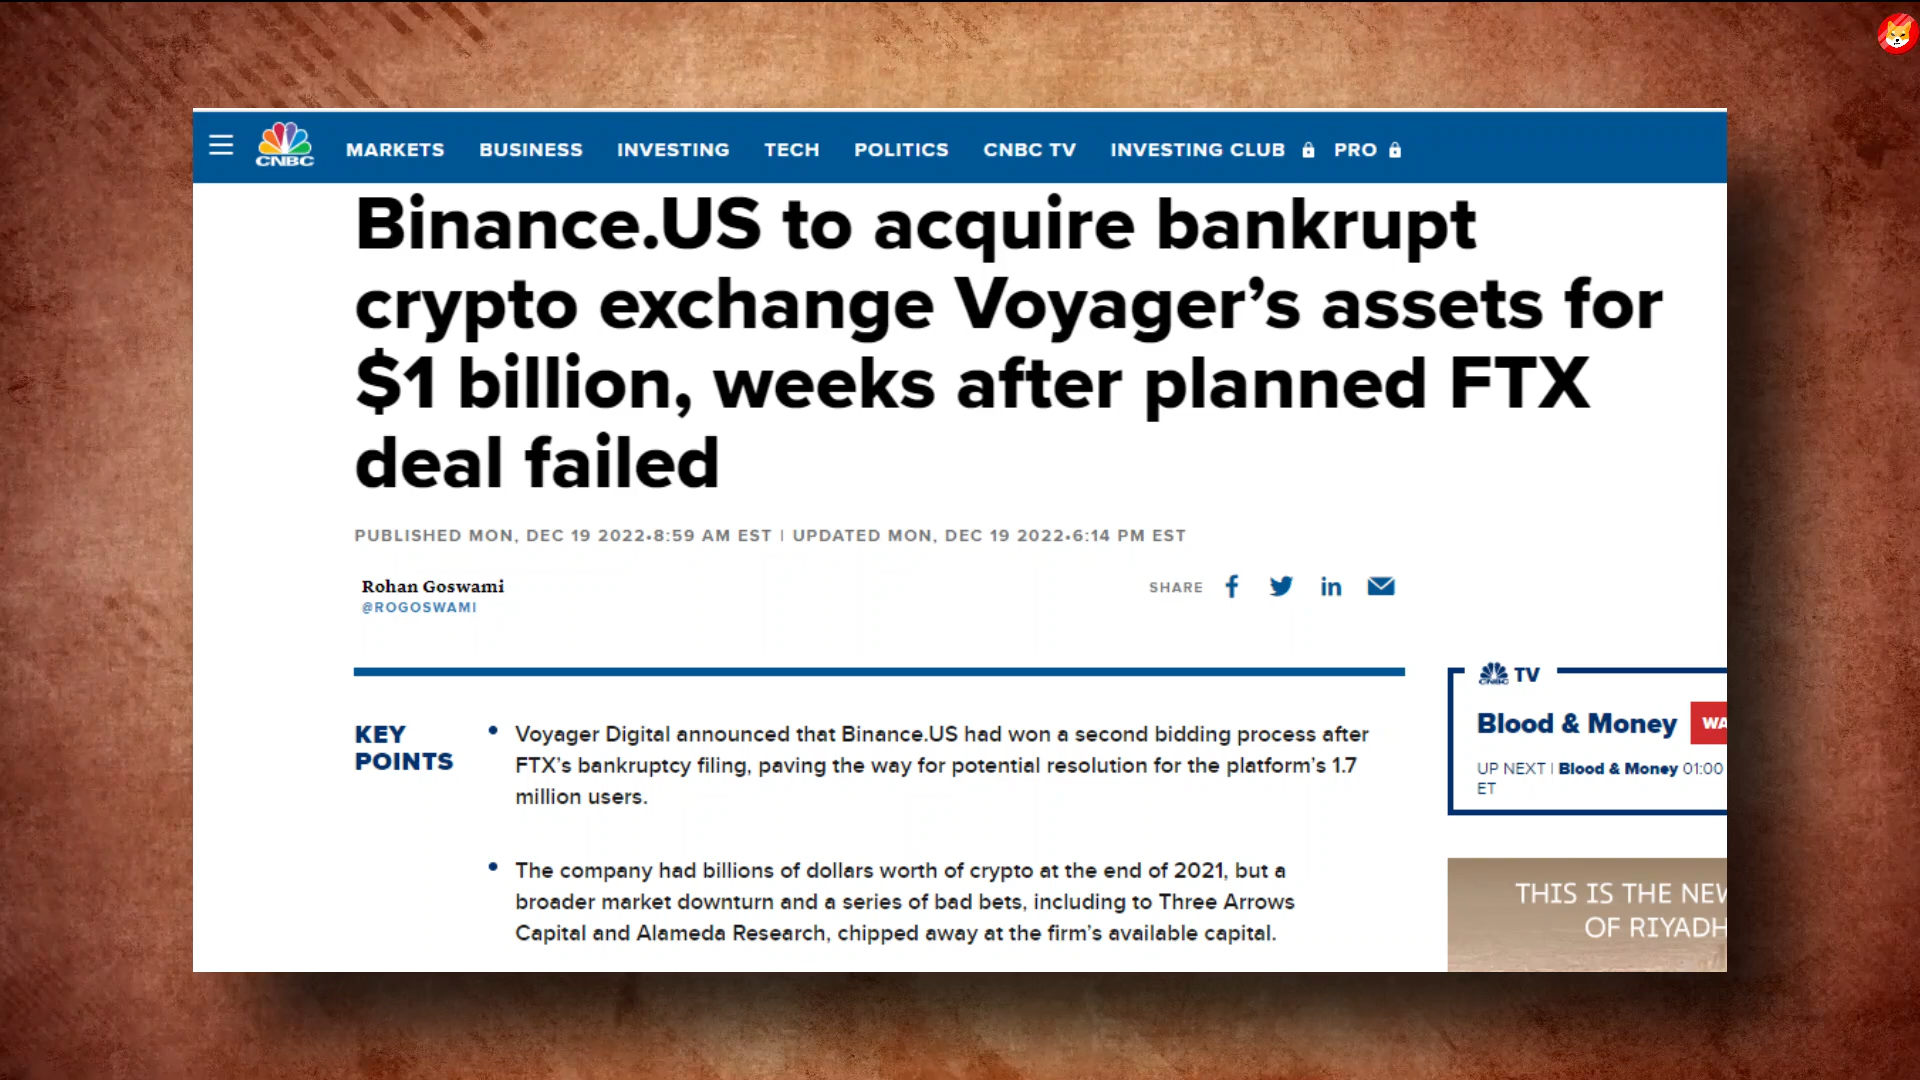 CNBC
MARKETS BUSINESS INVESTING TECH POLITICS CNBC TV INVESTING CLUB PRO
Binance.US to acquire bankrupt
crypto exchange Voyager’s assets for
$1 billion, weeks after planned FTX
deal failed
PUBLISHED MON, DEC 19 2022•8:59 AM EST | UPDATED MON, DEC 19 2022•6:14 PM EST
Rohan Goswami
@ROGOSWAMI
SHARE
KEY
POINTS
• Voyager Digital announced that Binance.US had won a second bidding process after
FTX’s bankruptcy filing, paving the way for potential resolution for the platform’s 1.7
million users.
• The company had billions of dollars worth of crypto at the end of 2021, but a
broader market downturn and a series of bad bets, including to Three Arrows
Capital and Alameda Research, chipped away at the firm’s available capital.
CNBC TV
Blood & Money WA
UP NEXT | Blood & Money 01:00
ET
THIS IS THE NEW
OF RIYADH